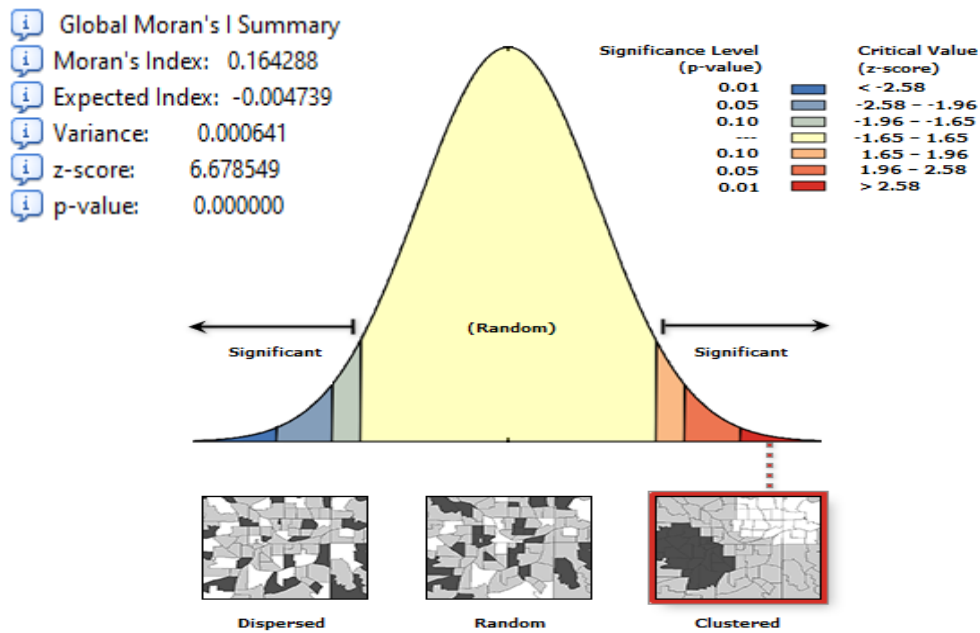 Global Moran's I Summary
Moran's Index: 0.164288
Expected Index: -0.004739
Variance: 0.000641
z-score: 6.678549
p-value: 0.000000
Significance Level
(p-value)
Critical Value
(z-score)
0.01 < -2.58
0.05 -2.58 – -1.96
0.10 -1.96 – -1.65
--- -1.65 – 1.65
0.10 1.65 – 1.96
0.05 1.96 – 2.58
0.01 > 2.58
(Random)
Significant
Significant
Dispersed
Random
Clustered